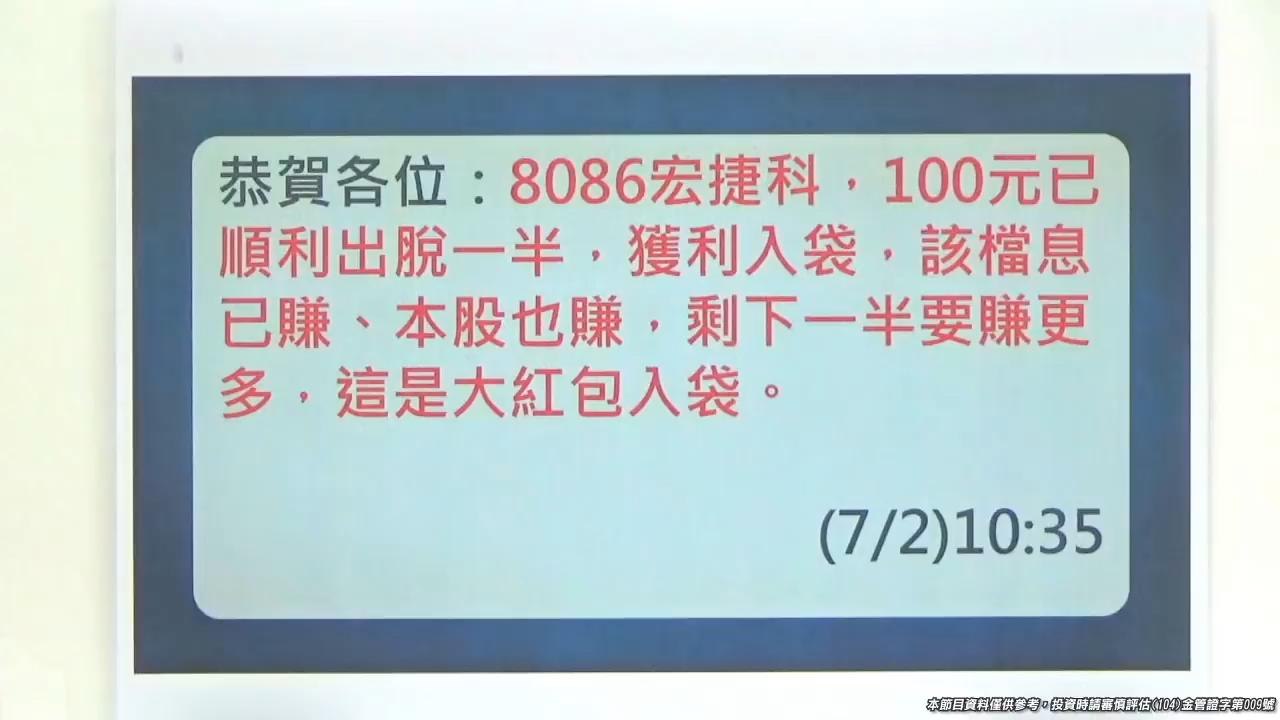 恭賀各位：8086宏捷科，100元已
順利出脫一半，獲利入袋，該檔息
已賺、本股也賺，剩下一半要賺更
多，這是大紅包入袋。
(7/2)10:35
本節目資料僅供參考，投資時請審慎評估(104)金管證字第009號